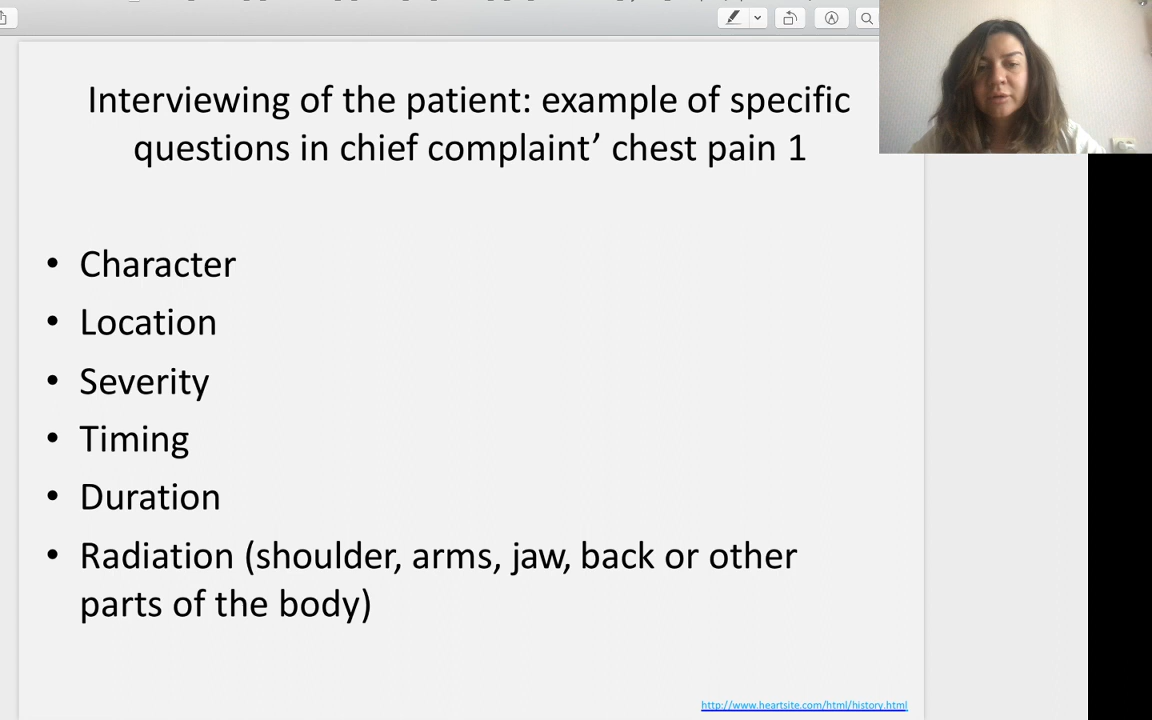 Interviewing of the patient: example of specific
questions in chief complaint’ chest pain 1
• Character
• Location
• Severity
• Timing
• Duration
• Radiation (shoulder, arms, jaw, back or other
parts of the body)
http://www.heartsite.com/html/history.html